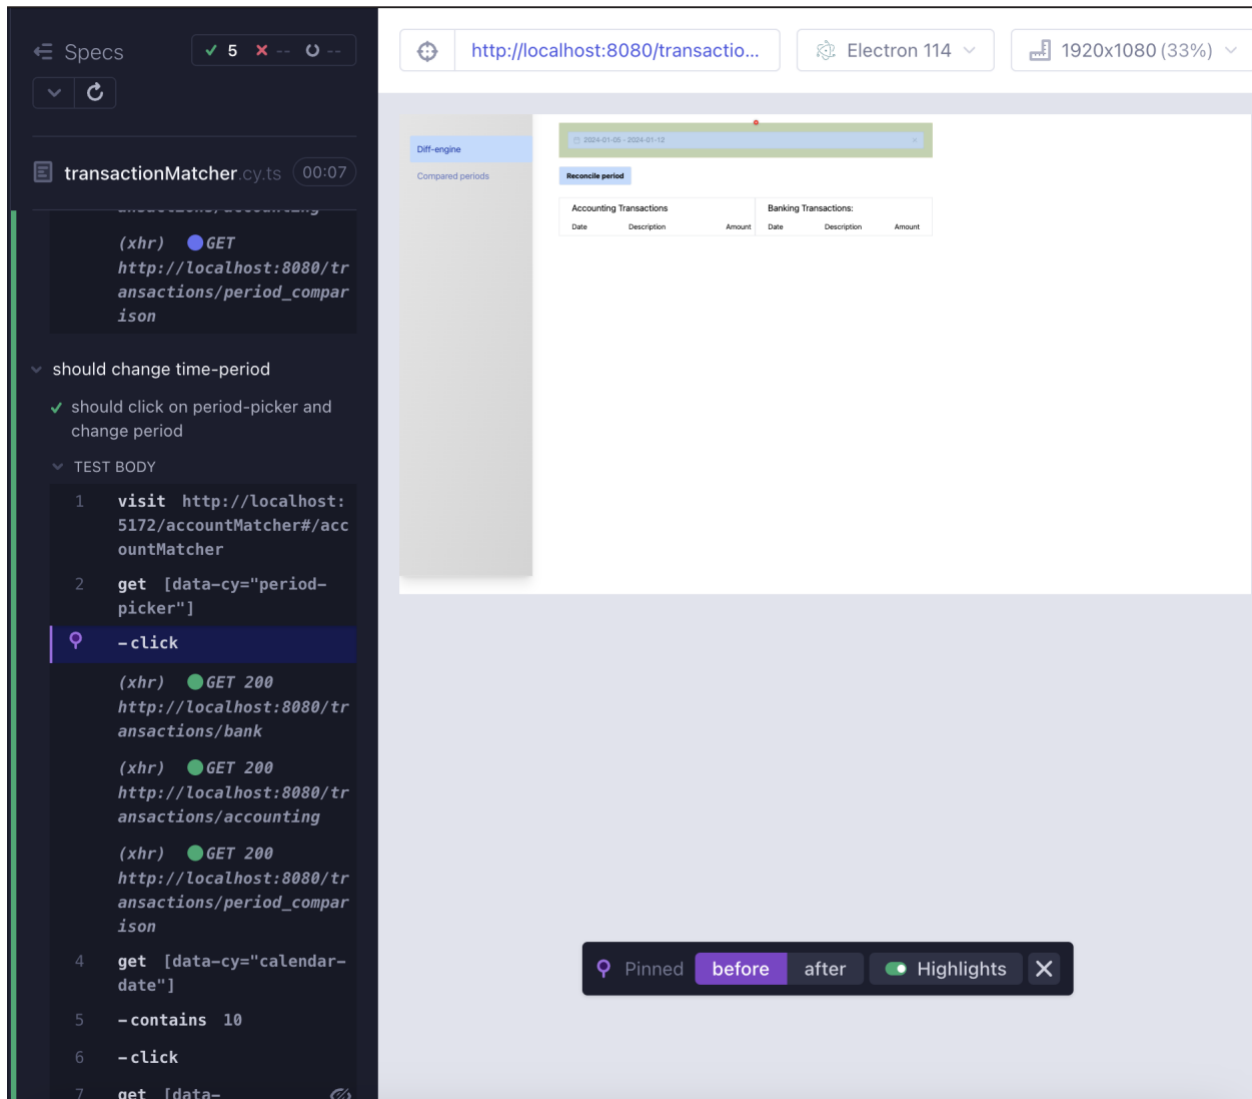 Specs
5 -- --
transactionMatcher.cy.ts 00:07
ansactions/accounting
(xhr) GET
http://localhost:8080/tr
ansactions/period_compar
ison
should change time-period
should click on period-picker and
change period
TEST BODY
1 visit http://localhost:
5172/accountMatcher#/acc
ountMatcher
2 get [data-cy="period-
picker"]
-click
(xhr) GET 200
http://localhost:8080/tr
ansactions/bank
(xhr) GET 200
http://localhost:8080/tr
ansactions/accounting
(xhr) GET 200
http://localhost:8080/tr
ansactions/period_compar
ison
4 get [data-cy="calendar-
date"]
5 -contains 10
6 -click
7 get [data-
http://localhost:8080/transactio...
Electron 114
1920x1080 (33%)
Diff-engine
Compared periods
2024-01-05 - 2024-01-12
Reconcile period
Accounting Transactions Banking Transactions:
Date Description Amount Date Description Amount
Pinned before after Highlights